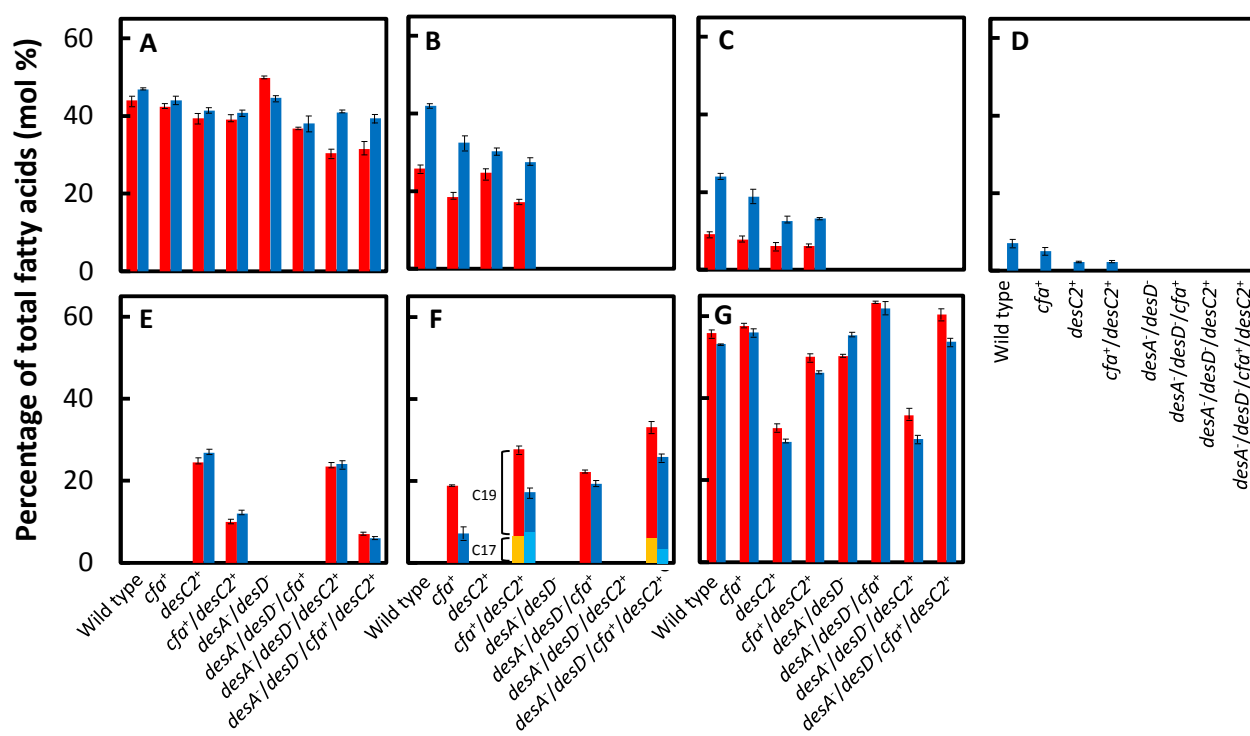 Percentage of total fatty acids (mol %)
60
40
20
0
A
B
C
D
Wild type
cfa⁺
desC2⁺
cfa⁺/desC2⁺
desA⁻/desD⁻
desA⁻/desD⁻/cfa⁺
desA⁻/desD⁻/desC2⁺
desA⁻/desD⁻/cfa⁺/desC2⁺
60
40
20
0
E
F
G
C19
C17
Wild type
cfa⁺
desC2⁺
cfa⁺/desC2⁺
desA⁻/desD⁻
desA⁻/desD⁻/cfa⁺
desA⁻/desD⁻/desC2⁺
desA⁻/desD⁻/cfa⁺/desC2⁺
Wild type
cfa⁺
desC2⁺
cfa⁺/desC2⁺
desA⁻/desD⁻
desA⁻/desD⁻/cfa⁺
desA⁻/desD⁻/desC2⁺
desA⁻/desD⁻/cfa⁺/desC2⁺
Wild type
cfa⁺
desC2⁺
cfa⁺/desC2⁺
desA⁻/desD⁻
desA⁻/desD⁻/cfa⁺
desA⁻/desD⁻/desC2⁺
desA⁻/desD⁻/cfa⁺/desC2⁺